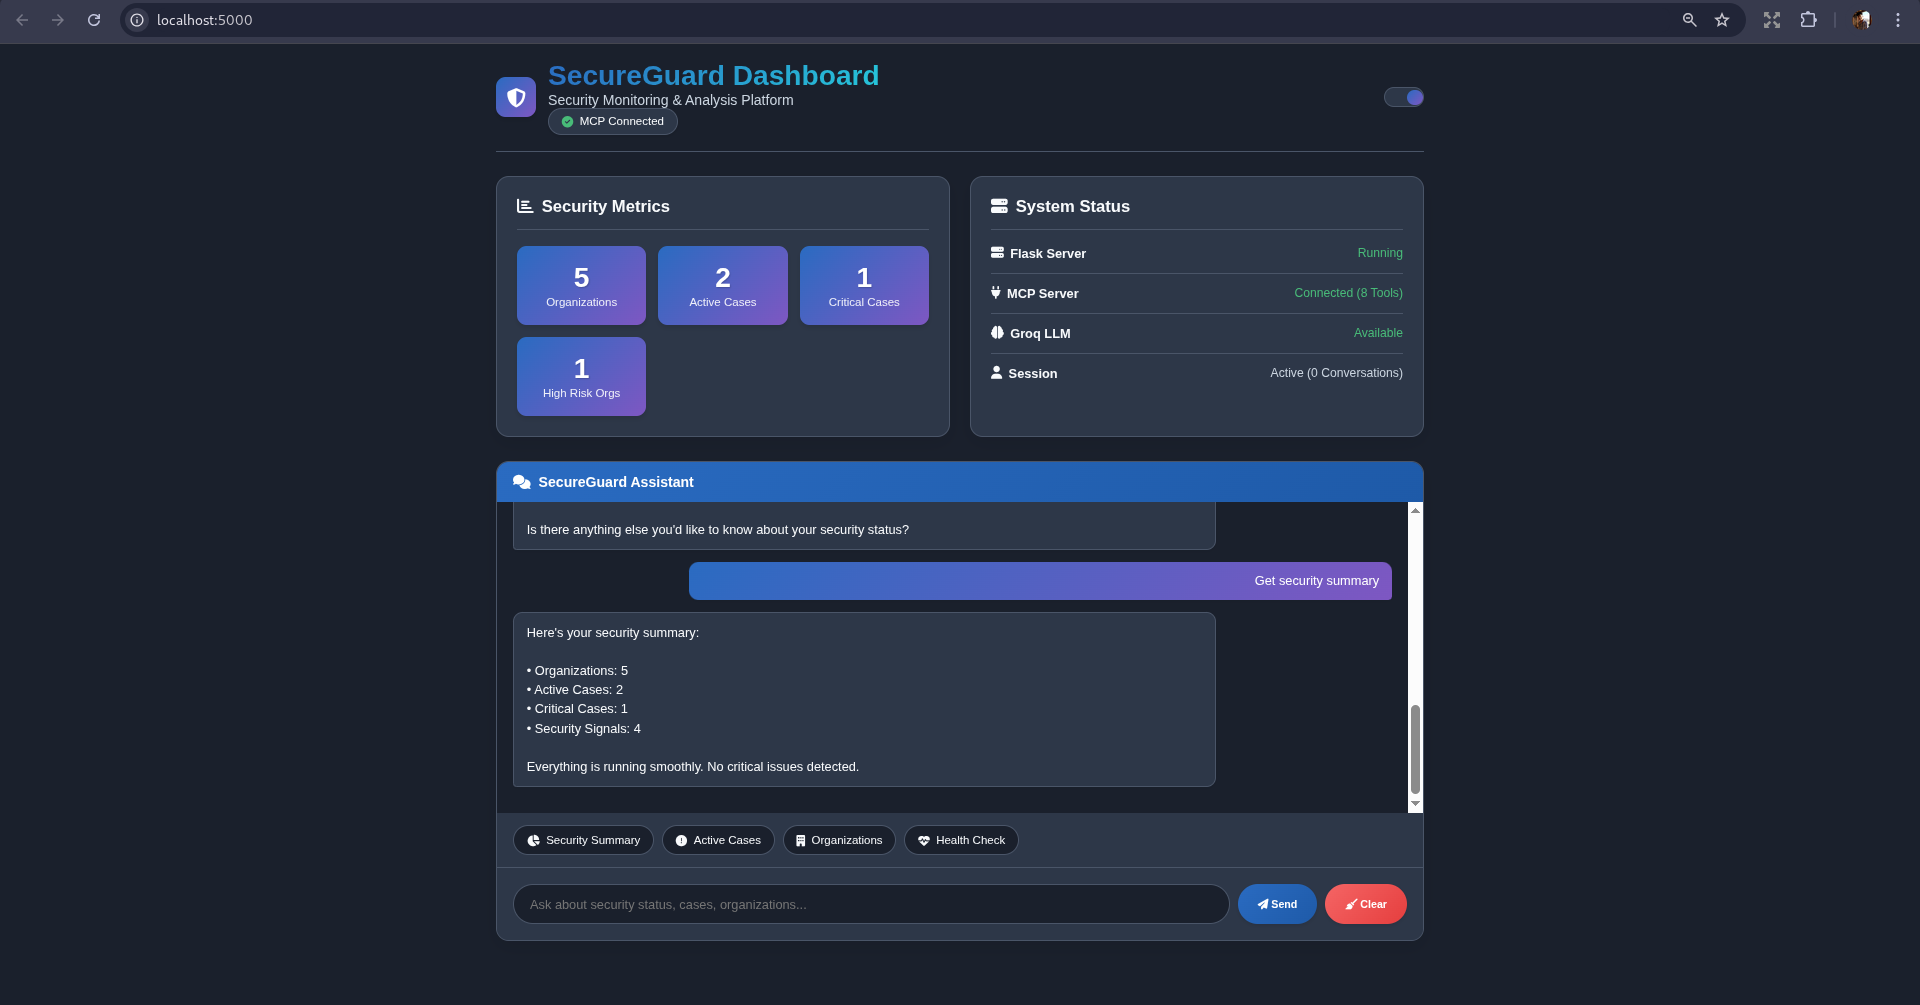 localhost:5000
SecureGuard Dashboard
Security Monitoring & Analysis Platform
MCP Connected
Security Metrics
5
Organizations
2
Active Cases
1
Critical Cases
1
High Risk Orgs
System Status
Flask Server Running
MCP Server Connected (8 Tools)
Groq LLM Available
Session Active (0 Conversations)
SecureGuard Assistant
Is there anything else you'd like to know about your security status?
Get security summary
Here's your security summary:
• Organizations: 5
• Active Cases: 2
• Critical Cases: 1
• Security Signals: 4
Everything is running smoothly. No critical issues detected.
Security Summary Active Cases Organizations Health Check
Ask about security status, cases, organizations... Send Clear